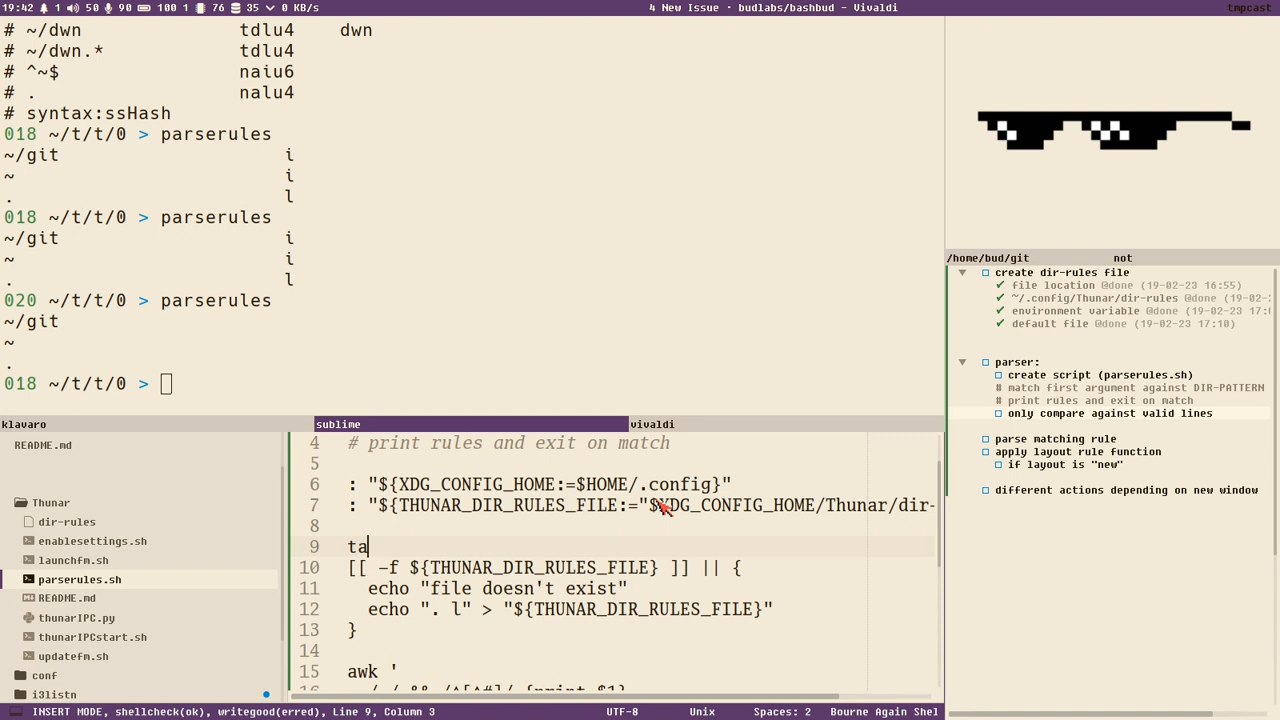 19:42 1 50 90 100 1 76 35 0 KB/s 4 New Issue · budlabs/bashbud - Vivaldi tmpcast
# ~/dwn tdlu4 dwn
# ~/dwn.* tdlu4
# ^~$ naiu6
# . nalu4
# syntax:ssHash
018 ~/t/t/0 > parserules
~/git i
~ i
. l
018 ~/t/t/0 > parserules
~/git i
~ i
. l
020 ~/t/t/0 > parserules
~/git
~
.
018 ~/t/t/0 >
/home/bud/git not
create dir-rules file
✔ file location @done (19-02-23 16:55)
✔ ~/.config/Thunar/dir-rules @done (19-02-2
✔ environment variable @done (19-02-23 17:
✔ default file @done (19-02-23 17:10)
parser:
create script (parserules.sh)
# match first argument against DIR-PATTERN
# print rules and exit on match
only compare against valid lines
parse matching rule
apply layout rule function
if layout is "new"
different actions depending on new window
klavaro sublime vivaldi
README.md
Thunar
dir-rules
enablesettings.sh
launchfm.sh
parserules.sh
README.md
thunarIPC.py
thunarIPCstart.sh
updatefm.sh
conf
i3listn
4 # print rules and exit on match
5
6 : "${XDG_CONFIG_HOME:=$HOME/.config}"
7 : "${THUNAR_DIR_RULES_FILE:="$XDG_CONFIG_HOME/Thunar/dir-
8
9 ta
10 [[ -f ${THUNAR_DIR_RULES_FILE} ]] || {
11 echo "file doesn't exist"
12 echo ". l" > "${THUNAR_DIR_RULES_FILE}"
13 }
14
15 awk '
INSERT MODE, shellcheck(ok), writegood(erred), Line 9, Column 3 UTF-8 Unix Spaces: 2 Bourne Again Shel